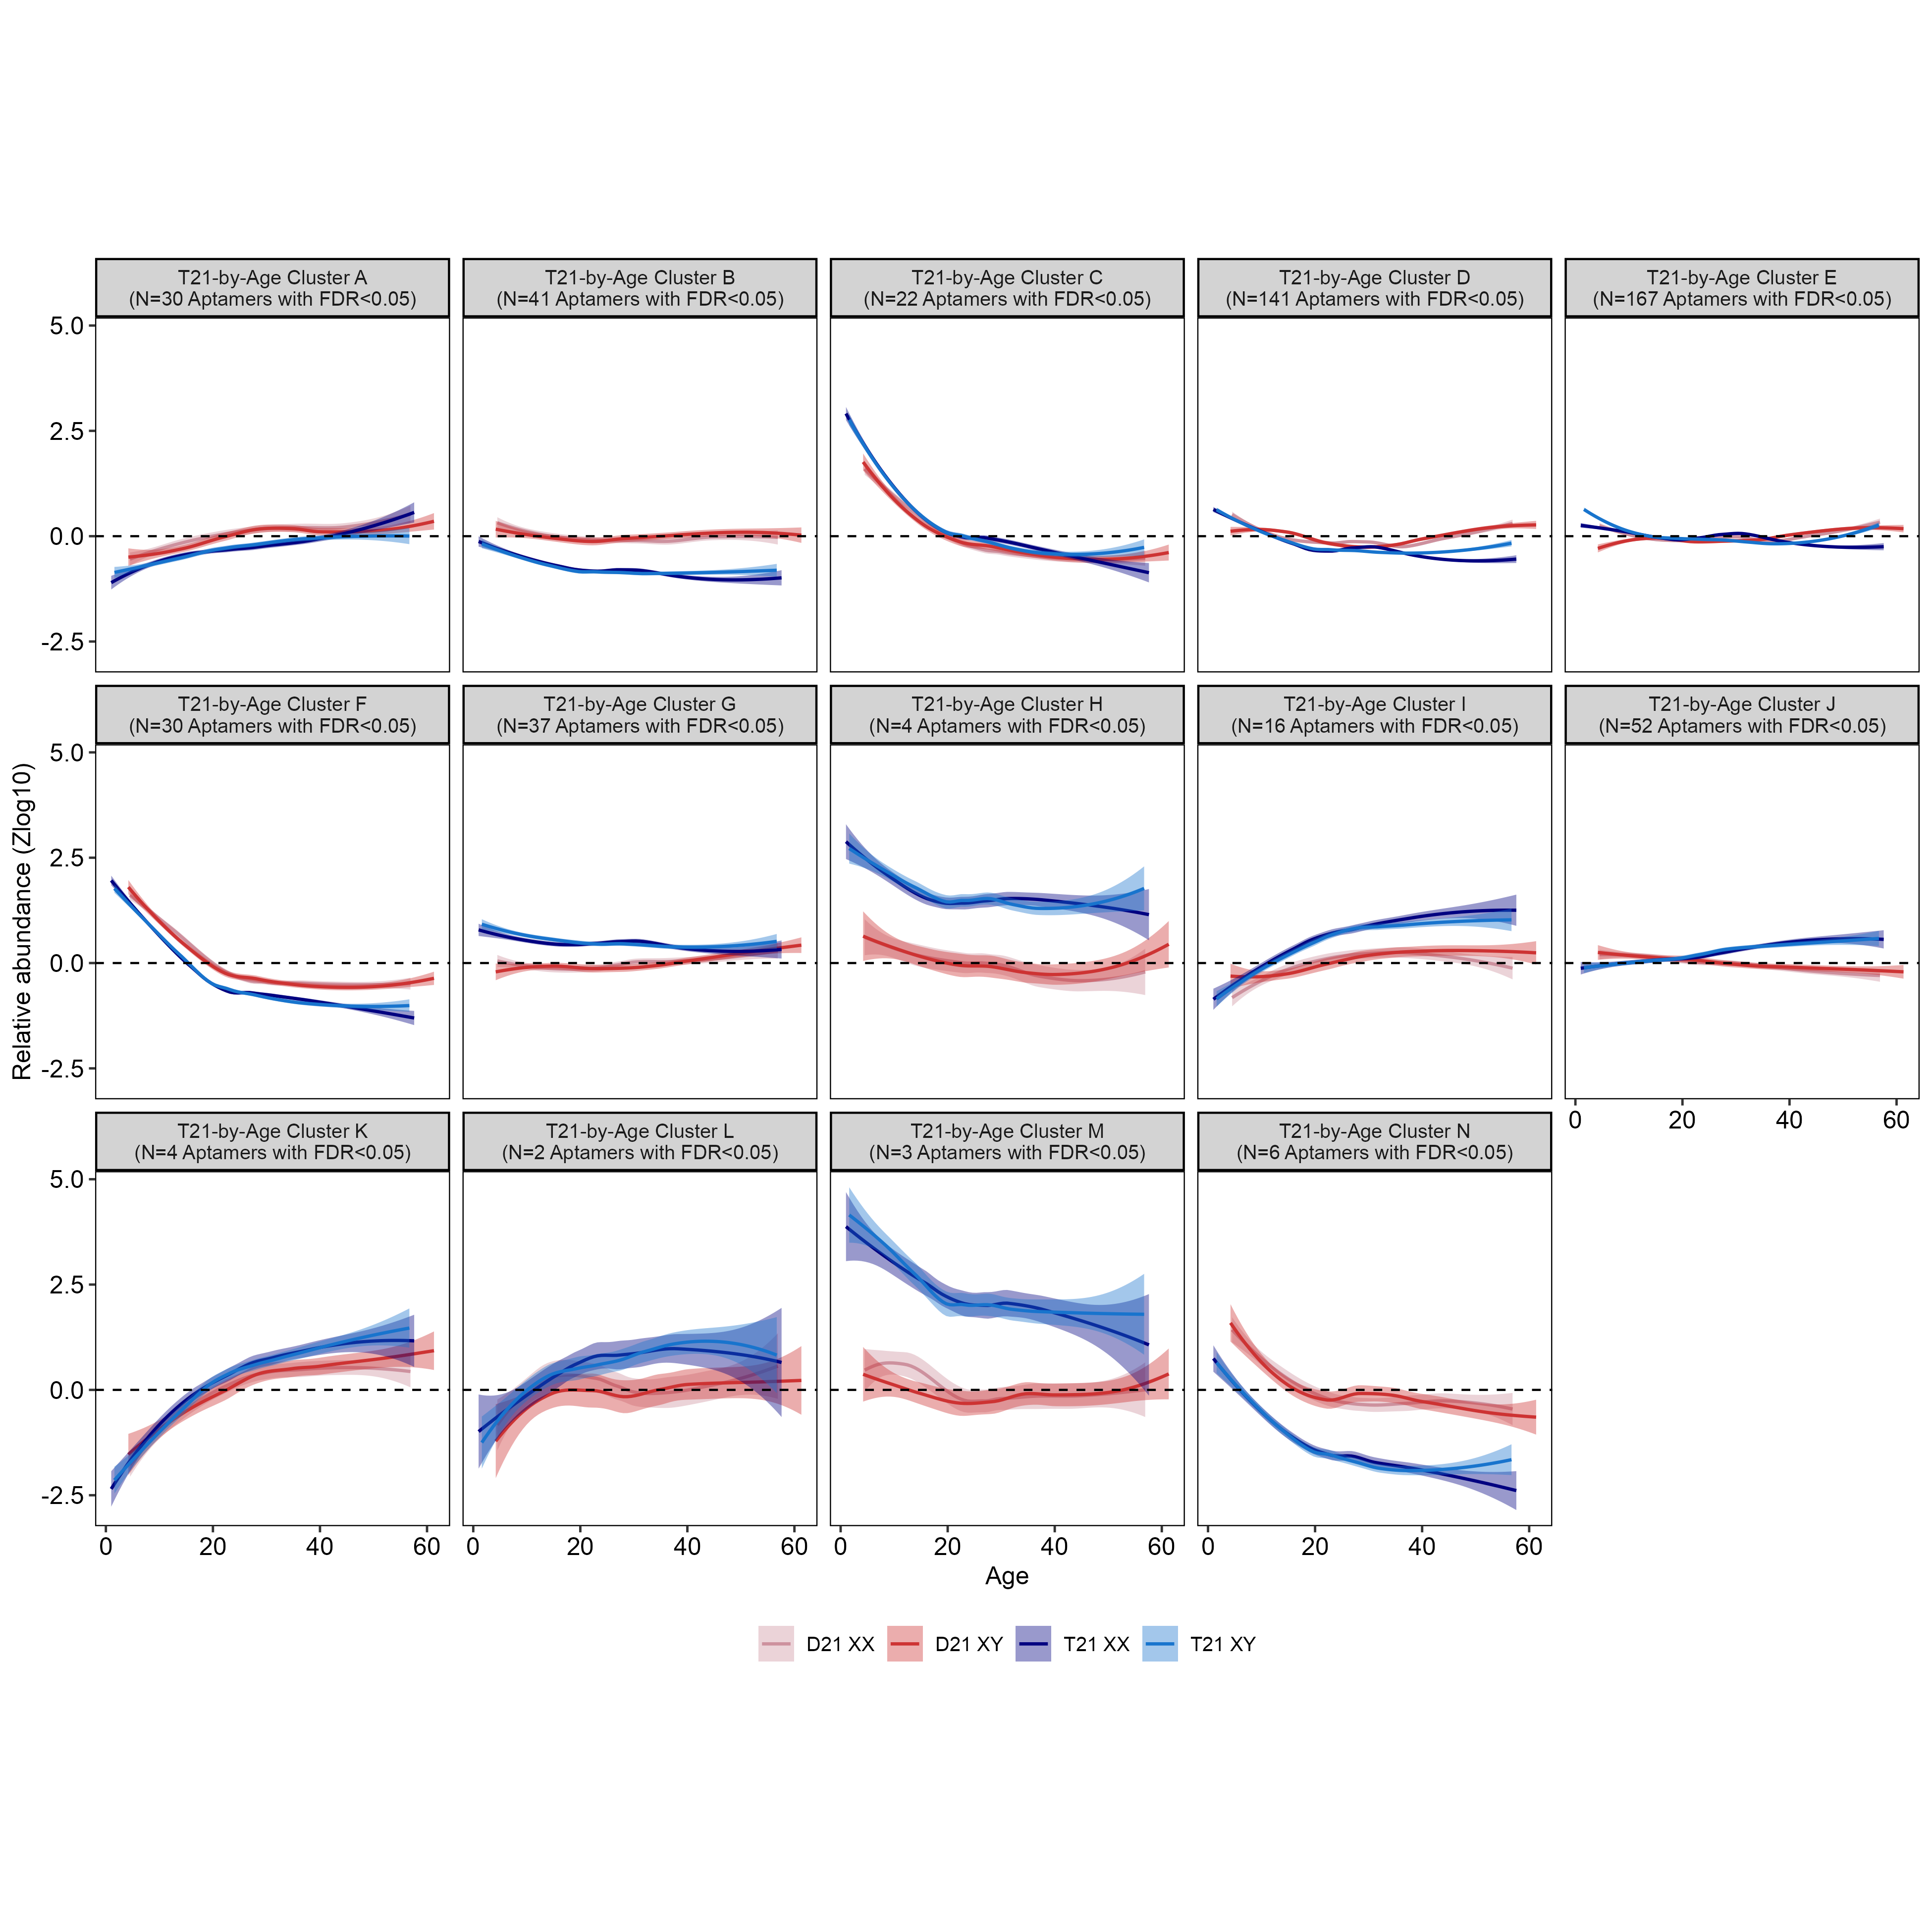 T21-by-Age Cluster A
(N=30 Aptamers with FDR<0.05)
T21-by-Age Cluster B
(N=41 Aptamers with FDR<0.05)
T21-by-Age Cluster C
(N=22 Aptamers with FDR<0.05)
T21-by-Age Cluster D
(N=141 Aptamers with FDR<0.05)
T21-by-Age Cluster E
(N=167 Aptamers with FDR<0.05)
5.0
2.5
0.0
-2.5
T21-by-Age Cluster F
(N=30 Aptamers with FDR<0.05)
T21-by-Age Cluster G
(N=37 Aptamers with FDR<0.05)
T21-by-Age Cluster H
(N=4 Aptamers with FDR<0.05)
T21-by-Age Cluster I
(N=16 Aptamers with FDR<0.05)
T21-by-Age Cluster J
(N=52 Aptamers with FDR<0.05)
Relative abundance (Zlog10)
5.0
2.5
0.0
-2.5
0 20 40 60
T21-by-Age Cluster K
(N=4 Aptamers with FDR<0.05)
T21-by-Age Cluster L
(N=2 Aptamers with FDR<0.05)
T21-by-Age Cluster M
(N=3 Aptamers with FDR<0.05)
T21-by-Age Cluster N
(N=6 Aptamers with FDR<0.05)
5.0
2.5
0.0
-2.5
0 20 40 60
0 20 40 60
0 20 40 60
0 20 40 60
Age
D21 XX D21 XY T21 XX T21 XY